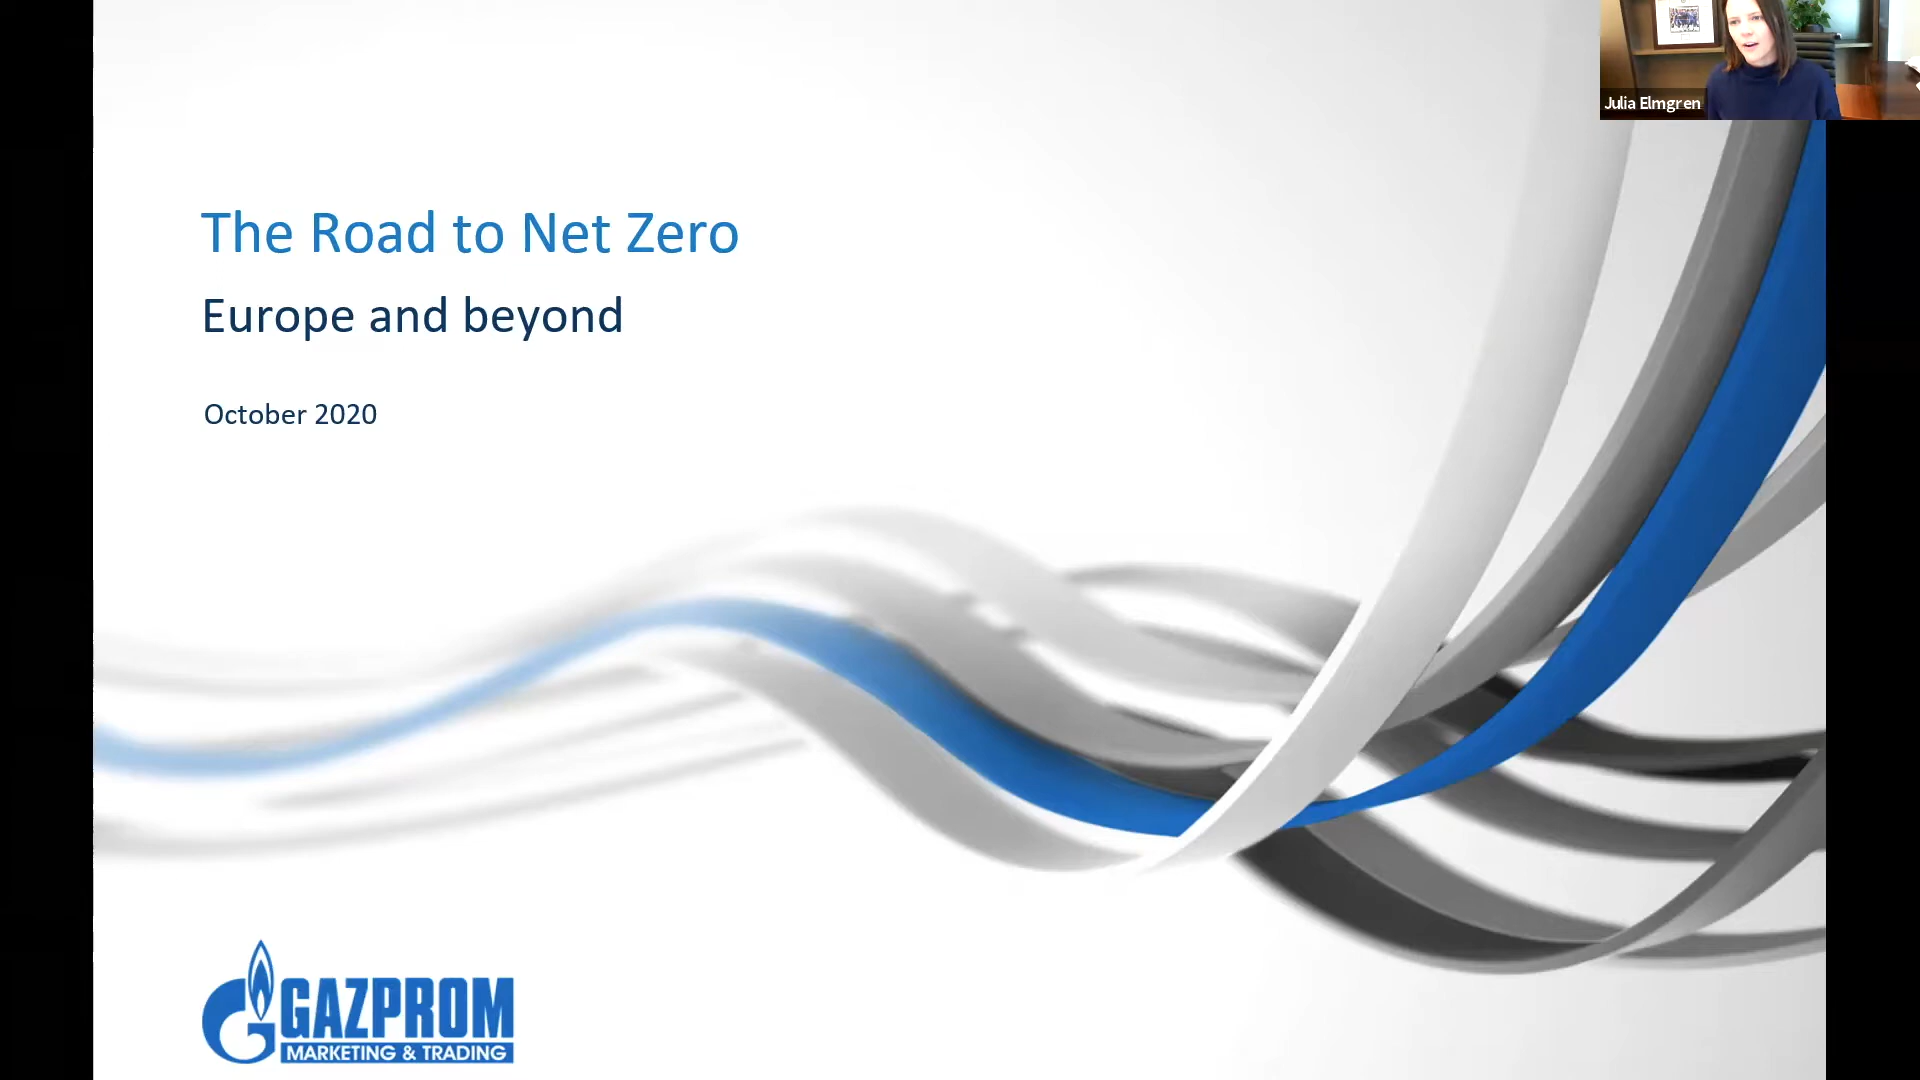 Julia Elmgren
The Road to Net Zero
Europe and beyond
October 2020
GAZPROM
MARKETING & TRADING